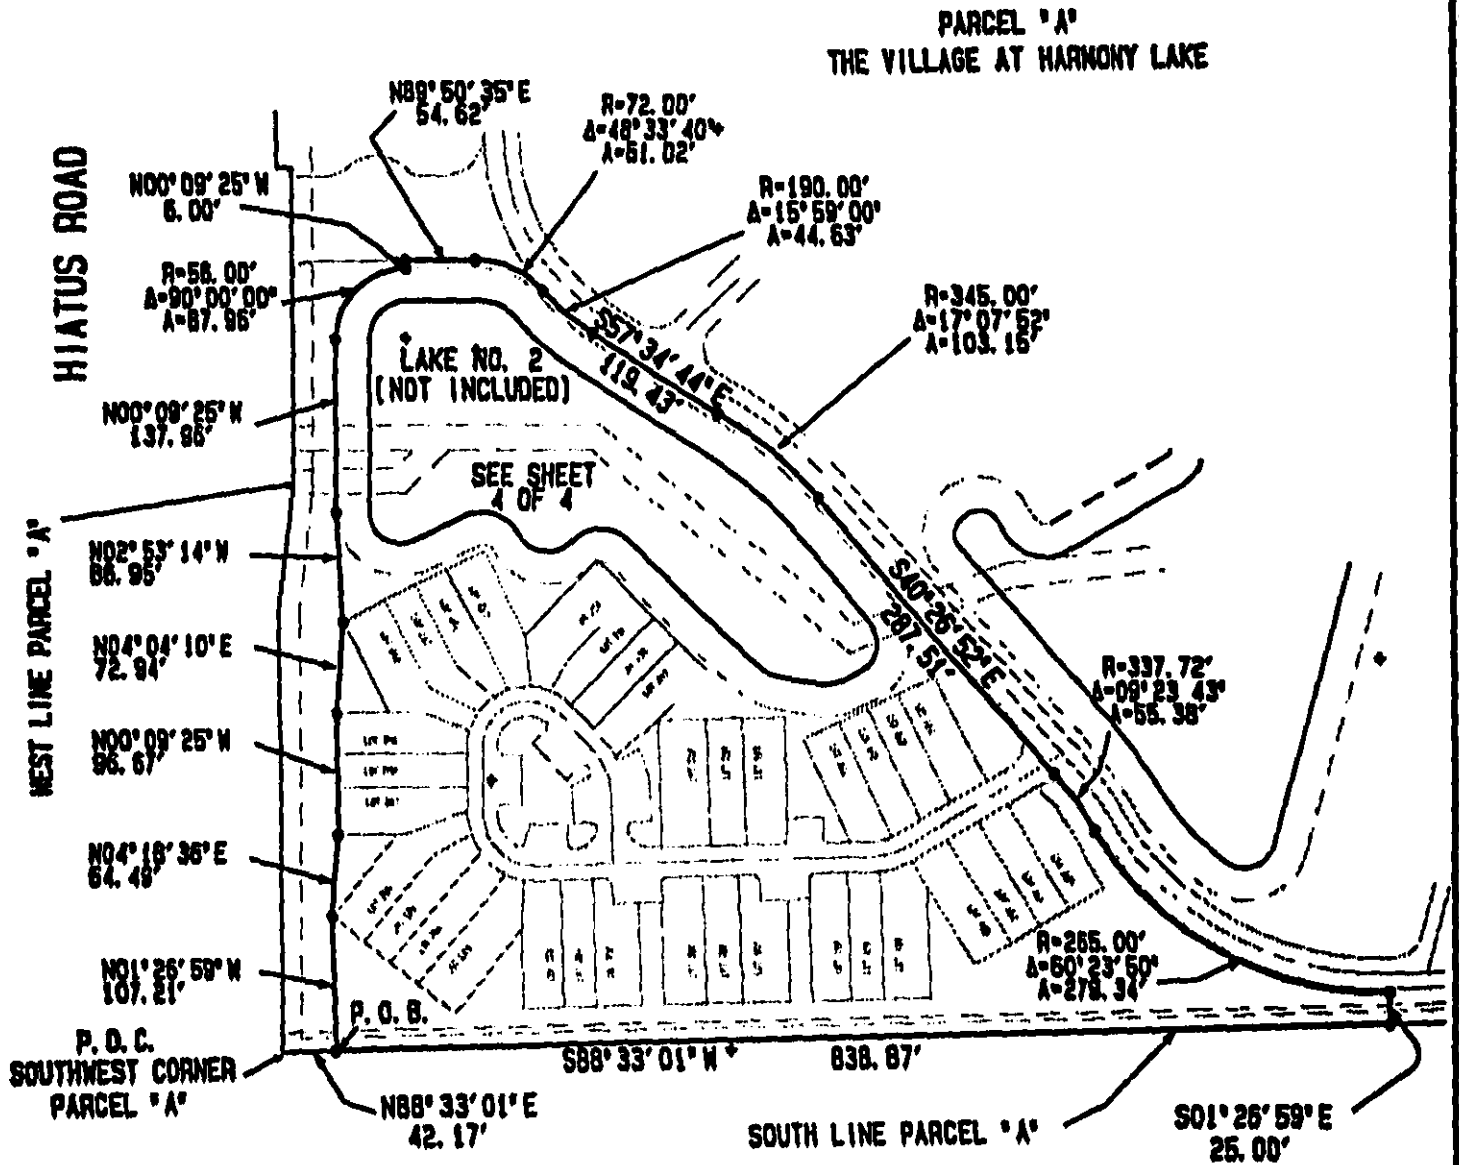 PARCEL "A"
THE VILLAGE AT HARMONY LAKE
HIATUS ROAD
N89°50'35"E
54.62'
R=72.00'
Δ=48°33'40"
A=61.02'
N00°09'25"W
6.00'
R=190.00'
Δ=15°59'00"
A=44.63'
R=56.00'
Δ=90°00'00"
A=87.96'
R=345.00'
Δ=17°07'52"
A=103.15'
S57°34'44"E
119.43'
LAKE NO. 2
(NOT INCLUDED)
N00°09'25"W
137.96'
SEE SHEET
4 OF 4
WEST LINE PARCEL "A"
N02°53'14"W
86.95'
S40°26'52"E
287.51'
N04°04'10"E
72.94'
R=337.72'
Δ=09°23'43"
A=55.38'
N00°09'25"W
96.67'
N04°16'36"E
64.49'
R=265.00'
Δ=60°23'50"
A=279.34'
N01°26'59"W
107.21'
P.O.B.
P.O.C.
SOUTHWEST CORNER
PARCEL "A"
S88°33'01"W 838.87'
N88°33'01"E
42.17'
SOUTH LINE PARCEL "A"
S01°26'59"E
25.00'